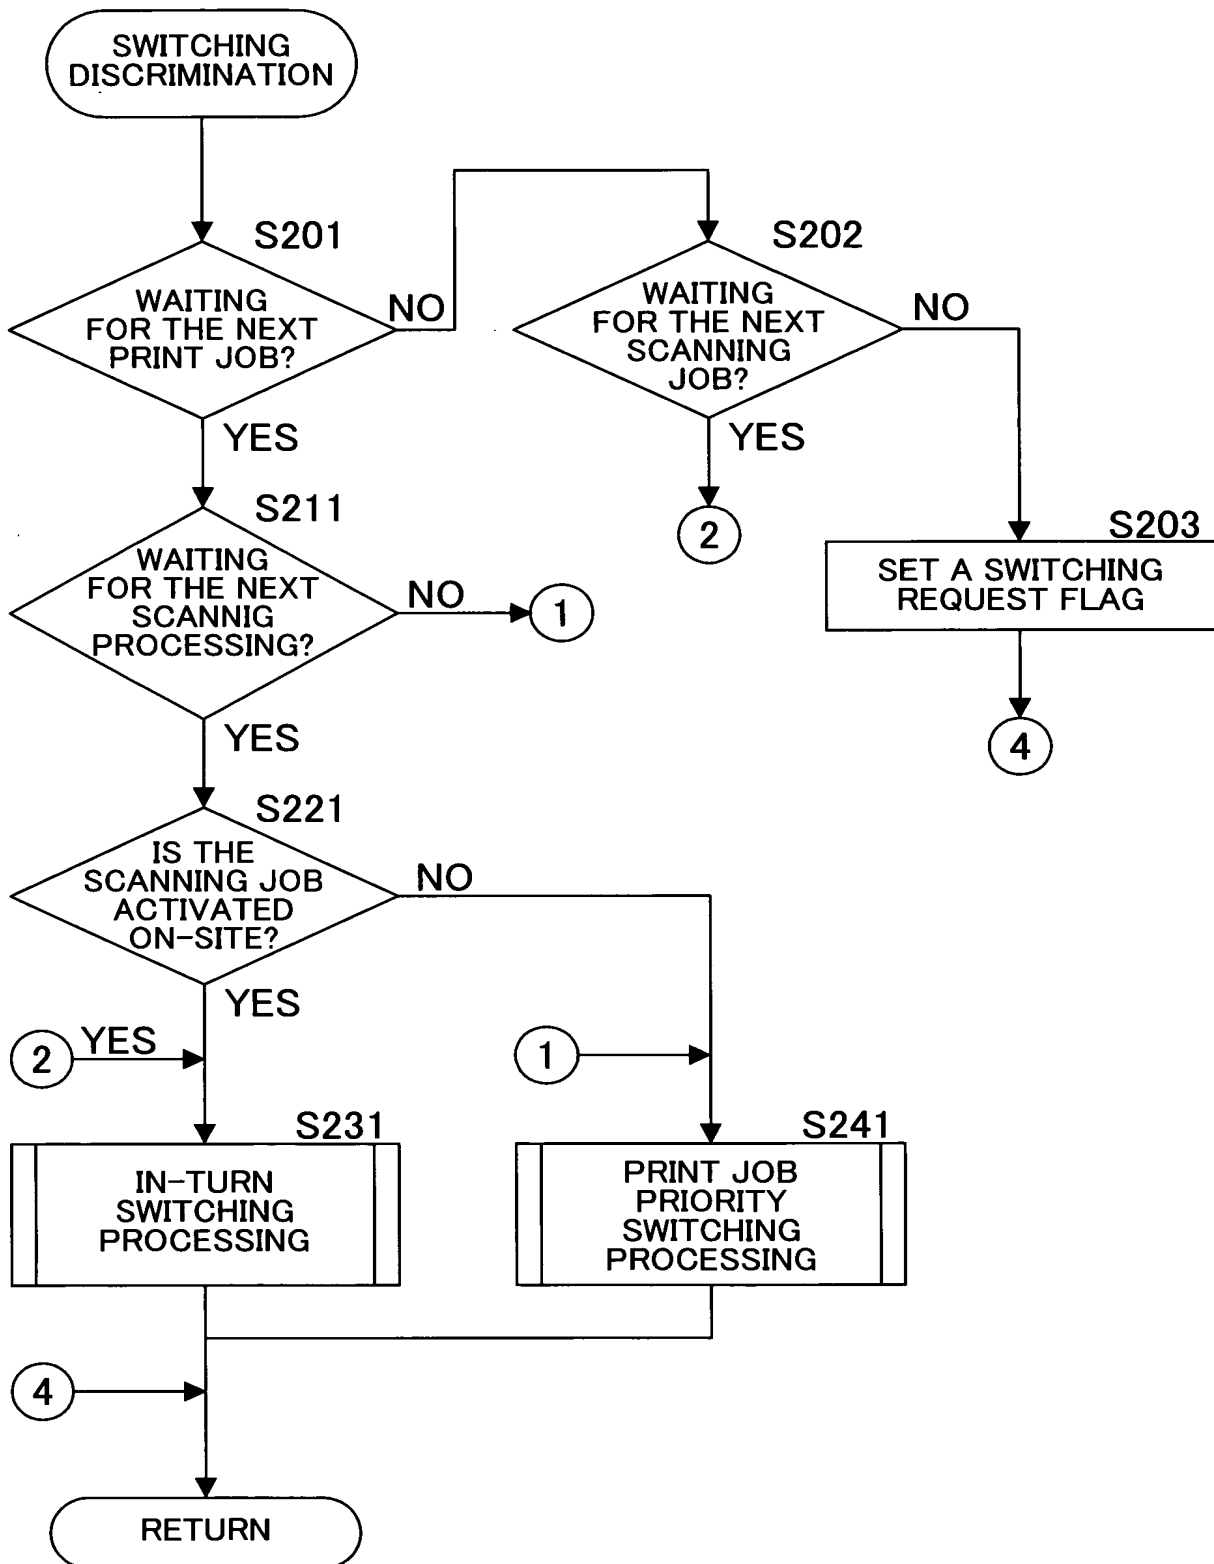 SWITCHING
DISCRIMINATION
S201
WAITING
FOR THE NEXT
PRINT JOB?
NO
YES
S202
WAITING
FOR THE NEXT
SCANNING
JOB?
NO
YES
2
S203
SET A SWITCHING
REQUEST FLAG
4
S211
WAITING
FOR THE NEXT
SCANNIG
PROCESSING?
NO
1
YES
S221
IS THE
SCANNING JOB
ACTIVATED
ON-SITE?
NO
YES
2
YES
1
S231
IN-TURN
SWITCHING
PROCESSING
S241
PRINT JOB
PRIORITY
SWITCHING
PROCESSING
4
RETURN